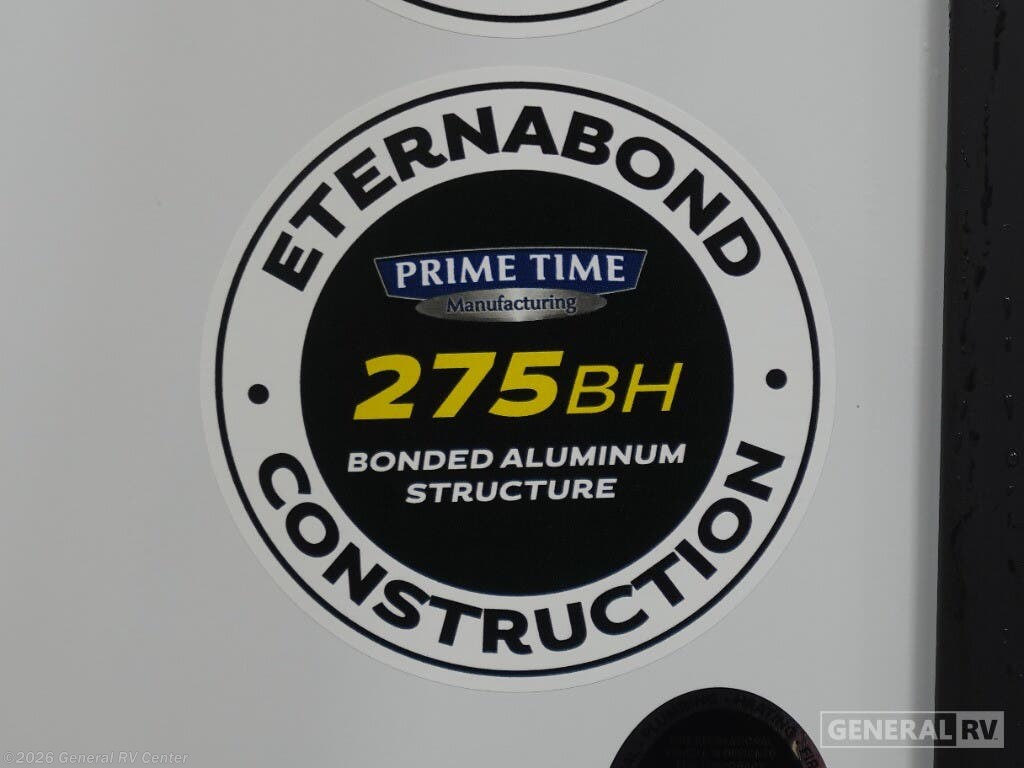 ETERNABOND
PRIME TIME
Manufacturing
275BH
BONDED ALUMINUM
STRUCTURE
CONSTRUCTION
GENERAL RV
©2026 General RV Center